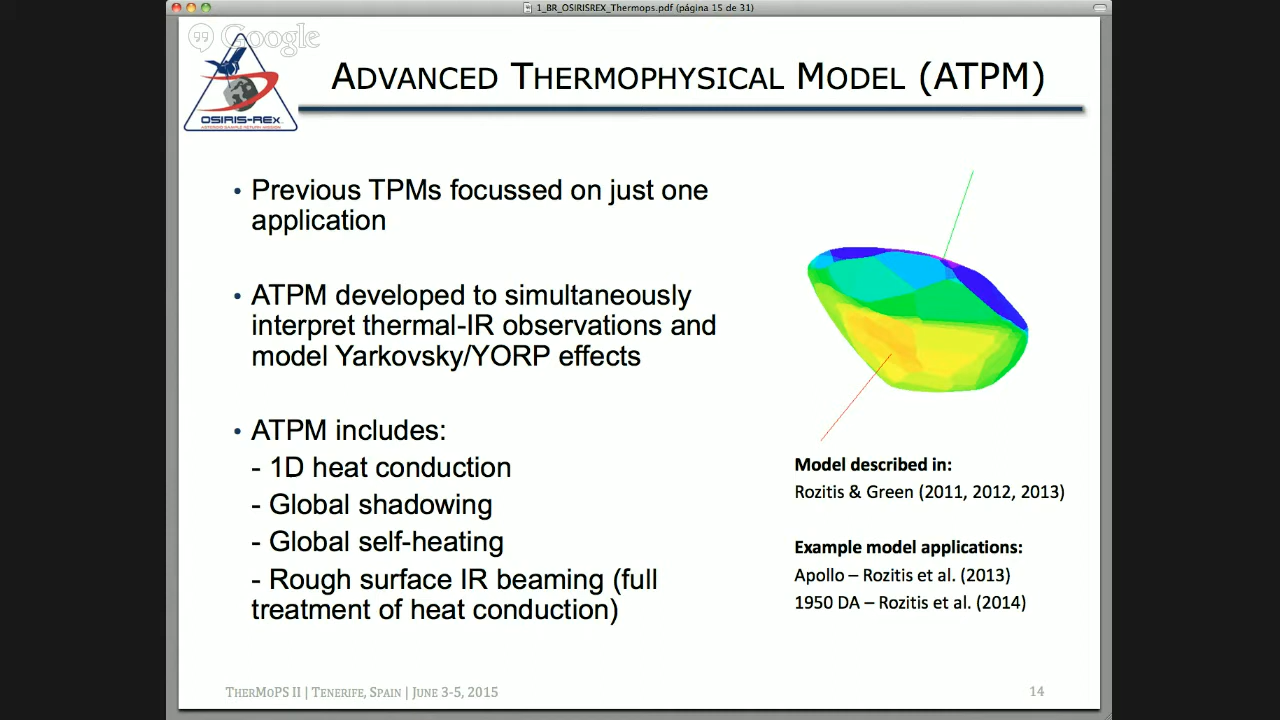 1_BR_OSIRISREX_Thermops.pdf (página 15 de 31)
Google
OSIRIS-REx
ASTEROID SAMPLE RETURN MISSION
ADVANCED THERMOPHYSICAL MODEL (ATPM)
• Previous TPMs focussed on just one
application
• ATPM developed to simultaneously
interpret thermal-IR observations and
model Yarkovsky/YORP effects
• ATPM includes:
- 1D heat conduction
- Global shadowing
- Global self-heating
- Rough surface IR beaming (full
treatment of heat conduction)
Model described in:
Rozitis & Green (2011, 2012, 2013)
Example model applications:
Apollo – Rozitis et al. (2013)
1950 DA – Rozitis et al. (2014)
THERMOPS II | TENERIFE, SPAIN | JUNE 3-5, 2015
14